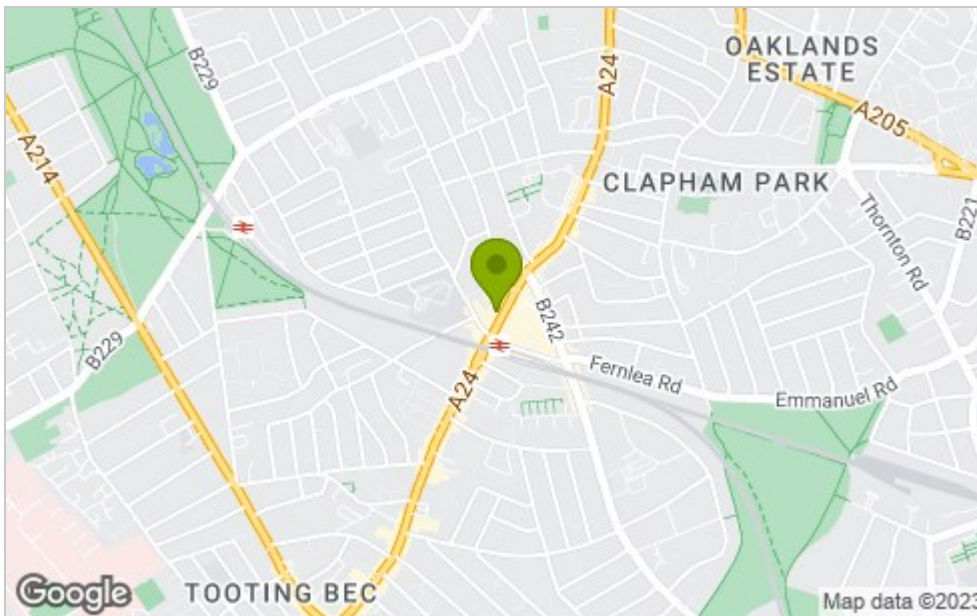 OAKLANDS
ESTATE
B229
A24
A205
A214
CLAPHAM PARK
Thornton Rd
B221
B242
B229
Fernlea Rd
A24
Emmanuel Rd
TOOTING BEC
Google
Map data ©2021